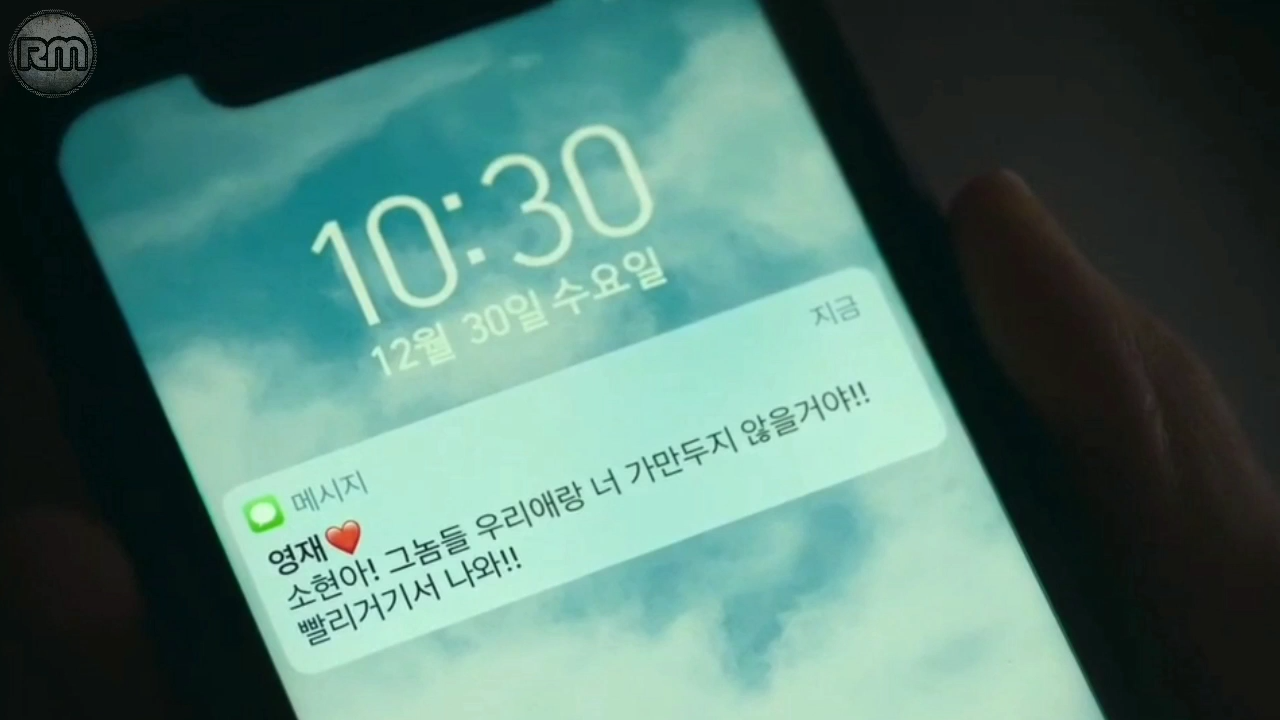 RM
10:30
12월 30일 수요일
메시지 지금
영재❤️
소현아! 그놈들 우리애랑 너 가만두지 않을거야!!
빨리거기서 나와!!